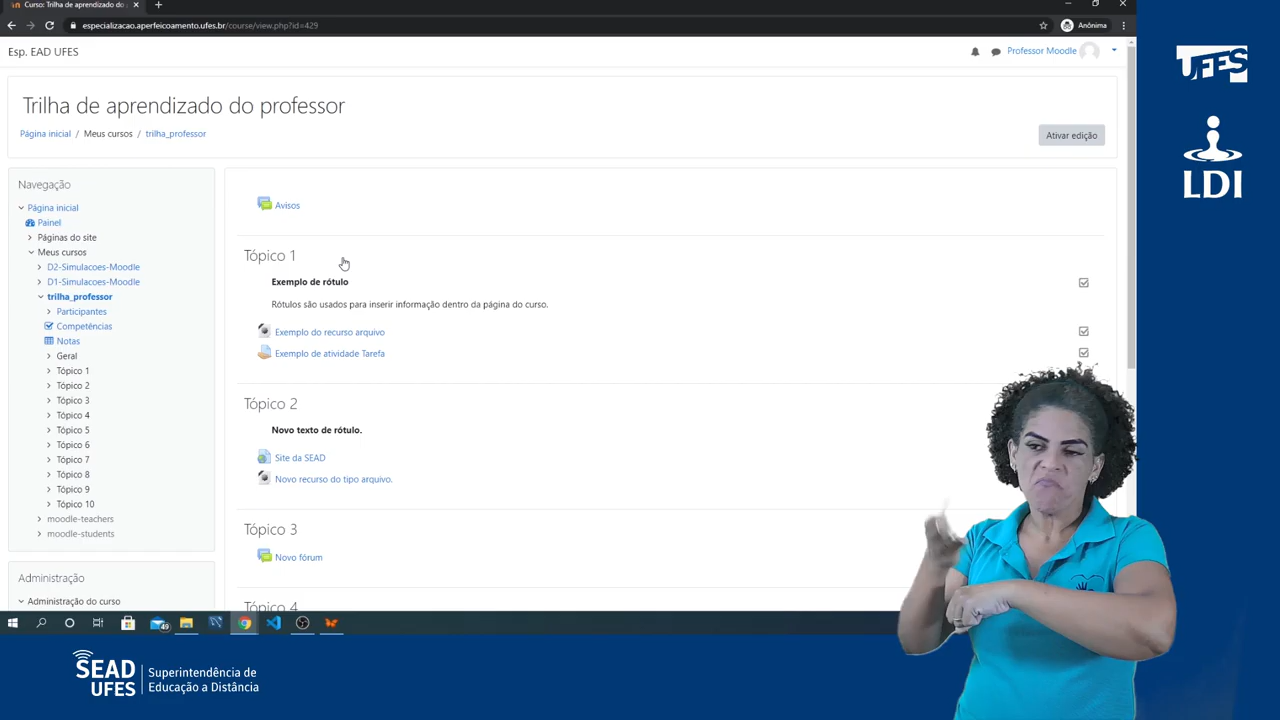 Curso: Trilha de aprendizado do
especializacao.aperfeicoamento.ufes.br/course/view.php?id=429
Anônima
Esp. EAD UFES
Professor Moodle
Trilha de aprendizado do professor
Página inicial / Meus cursos / trilha_professor
Ativar edição
Navegação
Página inicial
Painel
Páginas do site
Meus cursos
D2-Simulacoes-Moodle
D1-Simulacoes-Moodle
trilha_professor
Participantes
Competências
Notas
Geral
Tópico 1
Tópico 2
Tópico 3
Tópico 4
Tópico 5
Tópico 6
Tópico 7
Tópico 8
Tópico 9
Tópico 10
moodle-teachers
moodle-students
Administração
Administração do curso
Avisos
Tópico 1
Exemplo de rótulo
Rótulos são usados para inserir informação dentro da página do curso.
Exemplo do recurso arquivo
Exemplo de atividade Tarefa
Tópico 2
Novo texto de rótulo.
Site da SEAD
Novo recurso do tipo arquivo.
Tópico 3
Novo fórum
Tópico 4
49
UFES
LDI
SEAD
UFES
Superintendência de
Educação a Distância